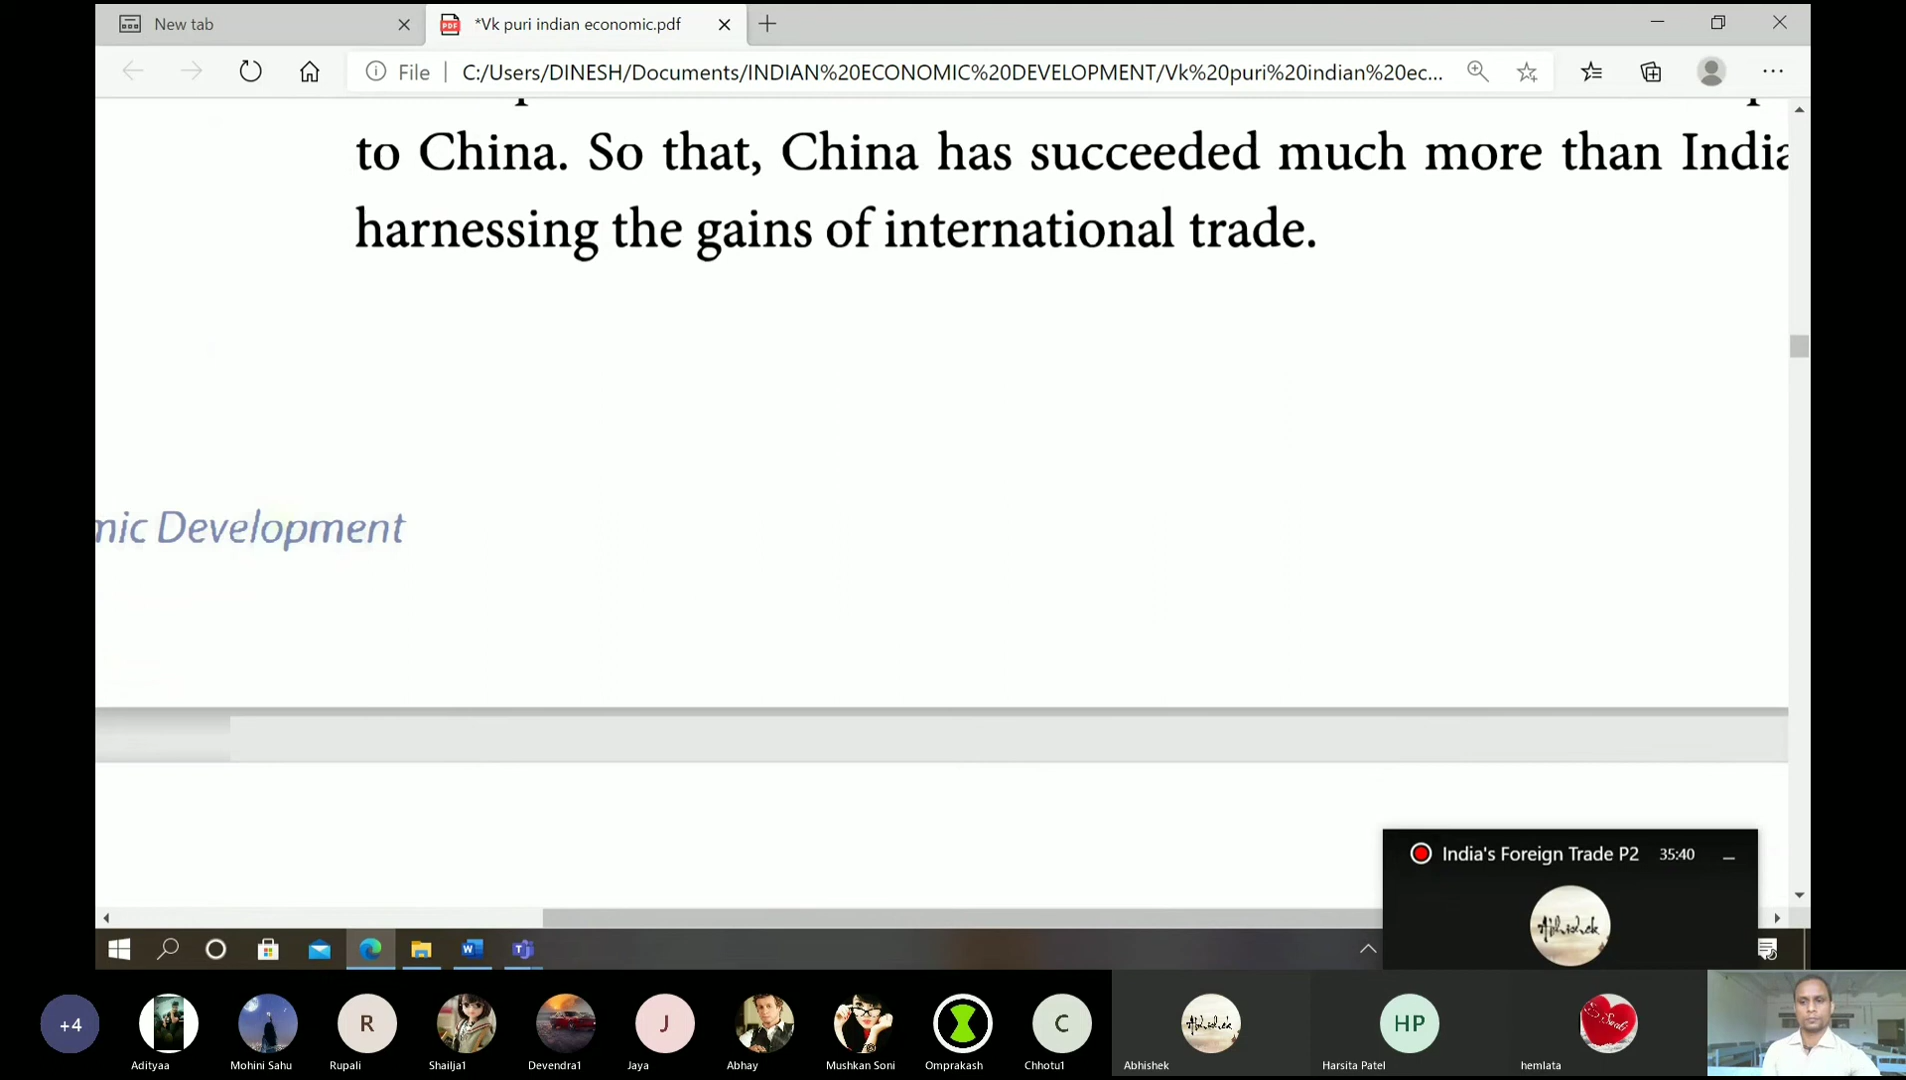 New tab
*Vk puri indian economic.pdf
File
C:/Users/DINESH/Documents/INDIAN%20ECONOMIC%20DEVELOPMENT/Vk%20puri%20indian%20ec...
to China. So that, China has succeeded much more than India
harnessing the gains of international trade.
mic Development
India's Foreign Trade P2 35:40
Abhishek
+4
R
J
C
Abhishek
HP
Adityaa
Mohini Sahu
Rupali
Shailja1
Devendra1
Jaya
Abhay
Mushkan Soni
Omprakash
Chhotu1
Abhishek
Harsita Patel
hemlata